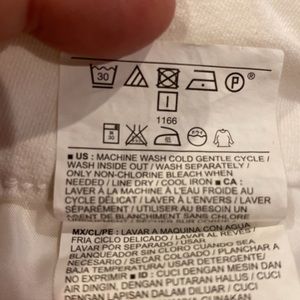 30
P
I
1166
■ US : MACHINE WASH COLD GENTLE CYCLE /
WASH INSIDE OUT / WASH SEPARATELY /
ONLY NON-CHLORINE BLEACH WHEN
NEEDED / LINE DRY / COOL IRON ■ CA :
LAVER À LA MACHINE À L'EAU FROIDE AU
CYCLE DÉLICAT / LAVER À L'ENVERS / LAVER
SÉPARÉMENT / UTILISER AU BESOIN UN
AGENT DE BLANCHIMENT SANS CHLORE
MX/CL/PE : LAVAR A MAQUINA CON AGUA
FRIA CICLO DELICADO / LAVAR AL REVES /
LAVAR POR SEPARADO / USAR
BLANQUEADOR SIN CLORO CUANDO SEA
NECESARIO / SECAR COLGADO / PLANCHAR A
BAJA TEMPERATURA ■ ID : CUCI DENGAN MESIN DAN
AIR DINGIN, DENGAN PUTARAN HALUS / CUCI
DENGAN LAPISAN DALAM DI LUAR / CUCI